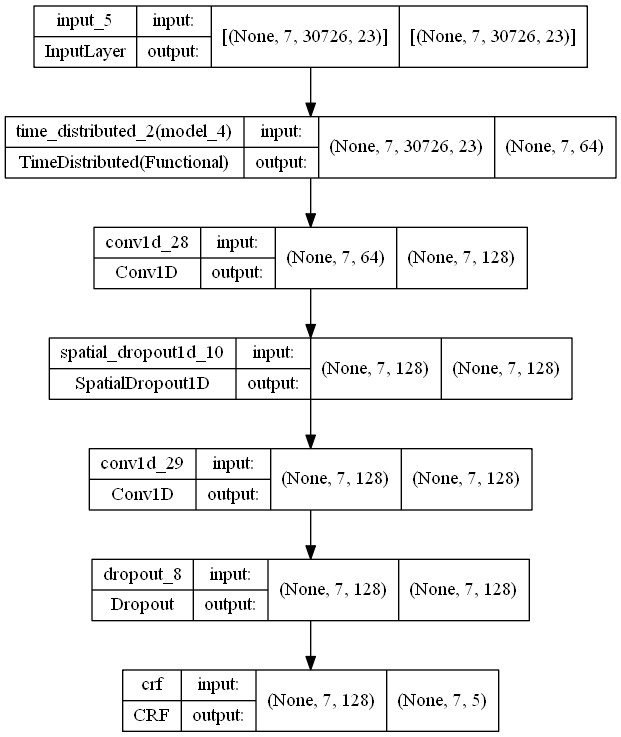 input_5 input: [(None, 7, 30726, 23)] [(None, 7, 30726, 23)]
InputLayer output:
time_distributed_2(model_4) input: (None, 7, 30726, 23) (None, 7, 64)
TimeDistributed(Functional) output:
conv1d_28 input: (None, 7, 64) (None, 7, 128)
Conv1D output:
spatial_dropout1d_10 input: (None, 7, 128) (None, 7, 128)
SpatialDropout1D output:
conv1d_29 input: (None, 7, 128) (None, 7, 128)
Conv1D output:
dropout_8 input: (None, 7, 128) (None, 7, 128)
Dropout output:
crf input: (None, 7, 128) (None, 7, 5)
CRF output: